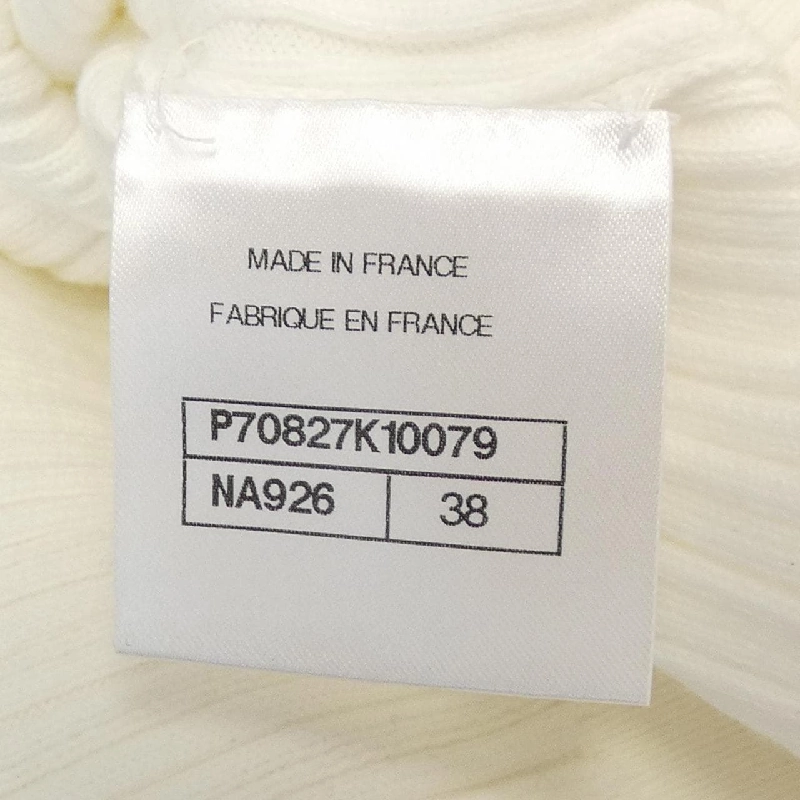 MADE IN FRANCE
FABRIQUE EN FRANCE
P70827K10079
NA926 38